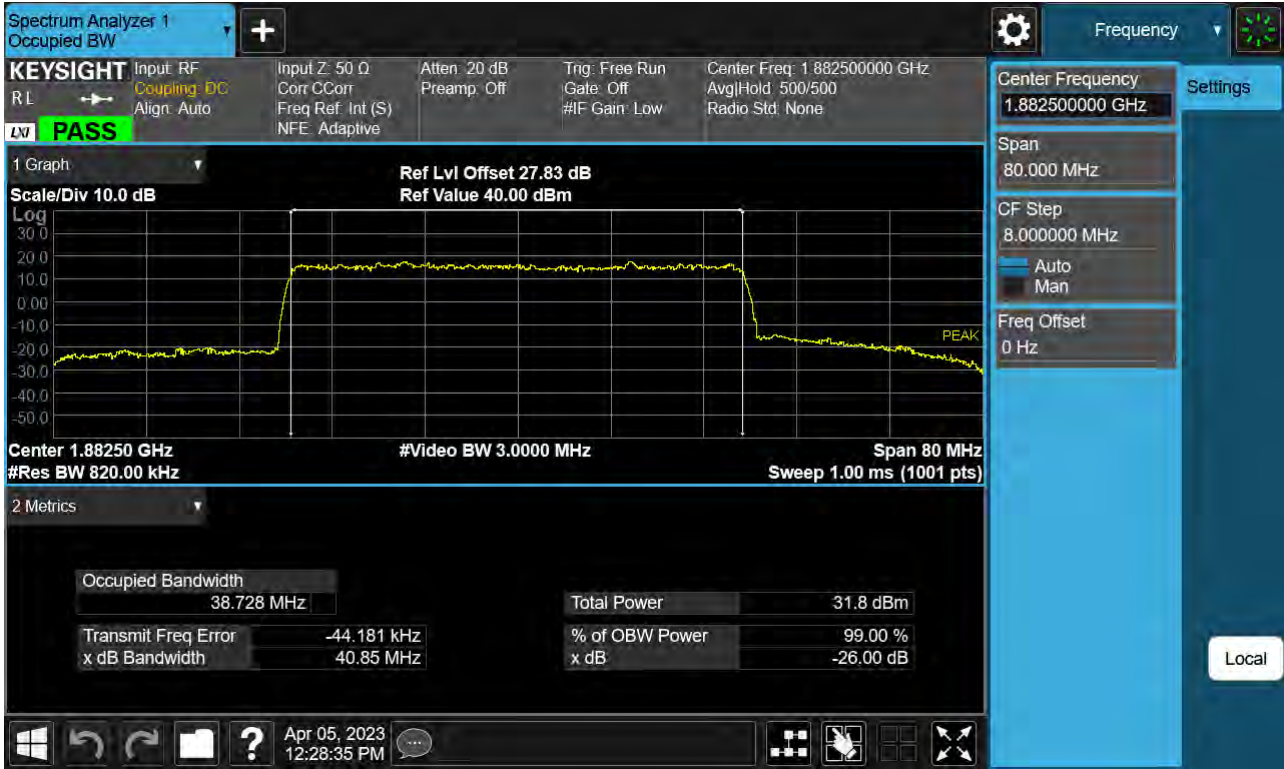 Spectrum Analyzer 1
Occupied BW
+
Frequency
KEYSIGHT
R L
LXI
PASS
Input: RF
Coupling: DC
Align: Auto
Input Z: 50 Ω
Corr CCorr
Freq Ref: Int (S)
NFE: Adaptive
Atten: 20 dB
Preamp: Off
Trig: Free Run
Gate: Off
#IF Gain: Low
Center Freq: 1.882500000 GHz
Avg|Hold: 500/500
Radio Std: None
1 Graph
Scale/Div 10.0 dB
Ref Lvl Offset 27.83 dB
Ref Value 40.00 dBm
Log
30.0
20.0
10.0
0.00
-10.0
-20.0
-30.0
-40.0
-50.0
PEAK
Center 1.88250 GHz
#Res BW 820.00 kHz
#Video BW 3.0000 MHz
Span 80 MHz
Sweep 1.00 ms (1001 pts)
2 Metrics
Occupied Bandwidth
38.728 MHz
Transmit Freq Error -44.181 kHz
x dB Bandwidth 40.85 MHz
Total Power 31.8 dBm
% of OBW Power 99.00 %
x dB -26.00 dB
Center Frequency
1.882500000 GHz
Span
80.000 MHz
CF Step
8.000000 MHz
Auto
Man
Freq Offset
0 Hz
Settings
Local
?
Apr 05, 2023
12:28:35 PM